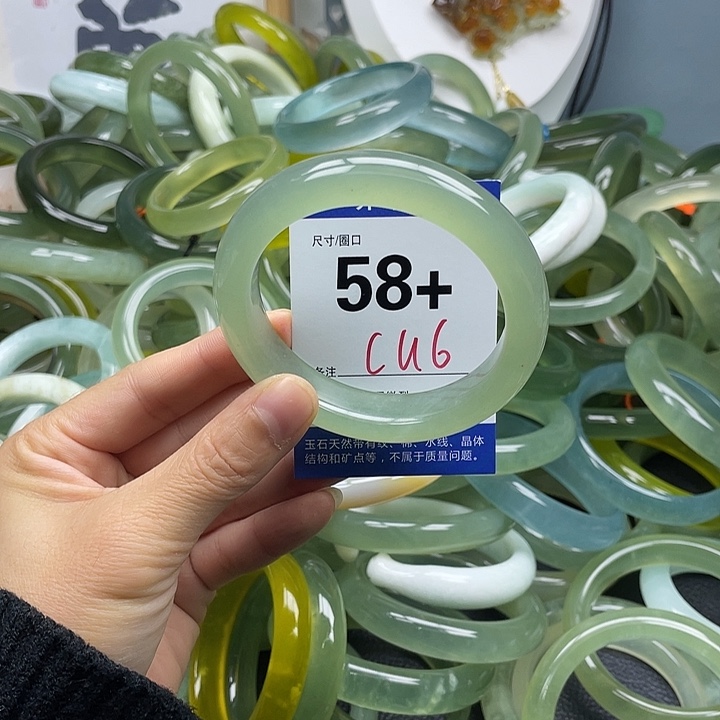 尺寸/圈口
58+
备注 CU6
玉石天然带有纹、棉、水线、晶体
结构和矿点等，不属于质量问题。